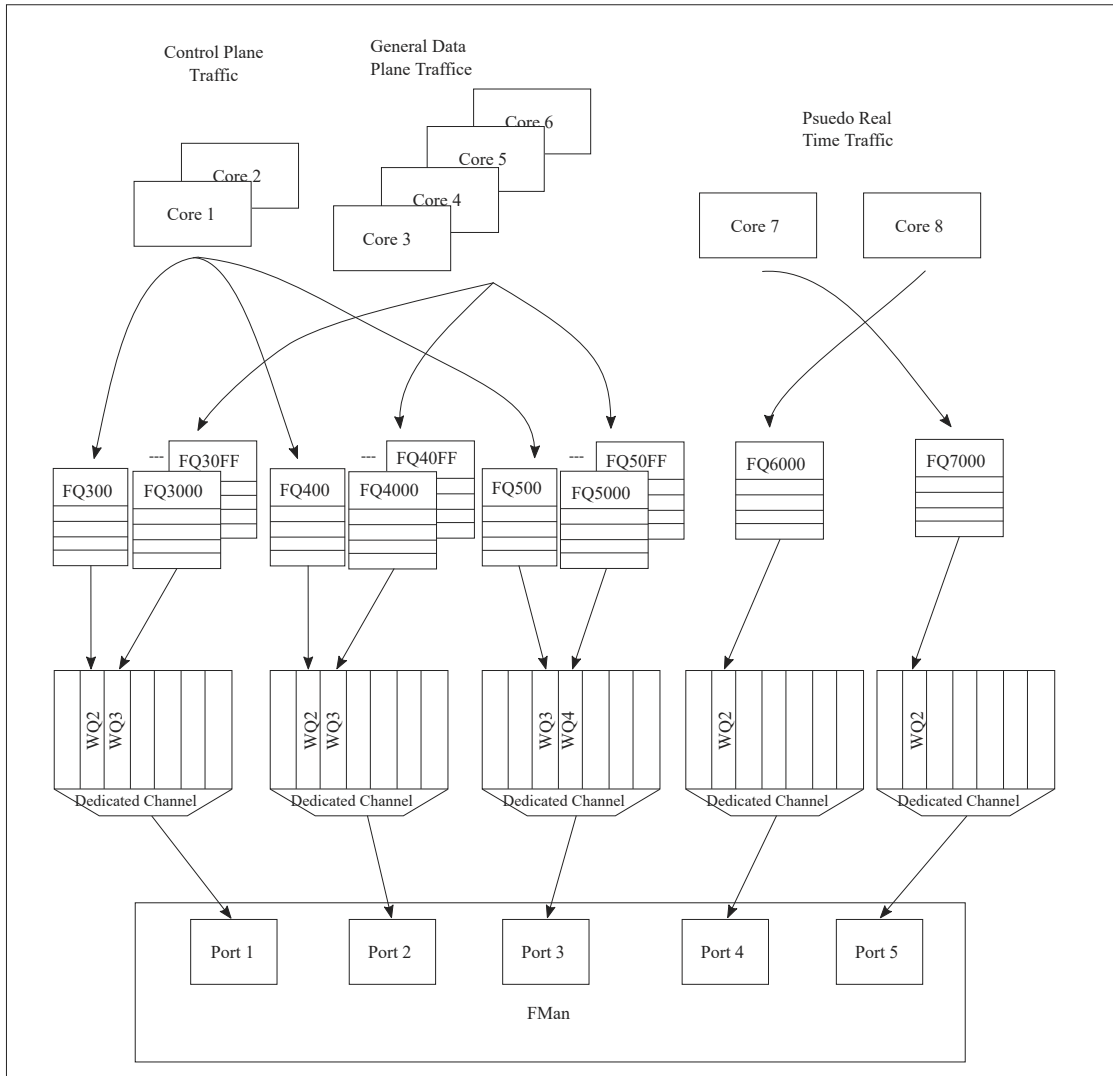 Control Plane
Traffic
General Data
Plane Traffice
Psuedo Real
Time Traffic
Core 6
Core 5
Core 4
Core 3
Core 2
Core 1
Core 7
Core 8
---
FQ30FF
FQ300
FQ3000
---
FQ40FF
FQ400
FQ4000
---
FQ50FF
FQ500
FQ5000
FQ6000
FQ7000
WQ2
WQ3
WQ2
WQ3
WQ3
WQ4
WQ2
WQ2
Dedicated Channel
Dedicated Channel
Dedicated Channel
Dedicated Channel
Dedicated Channel
Port 1
Port 2
Port 3
Port 4
Port 5
FMan